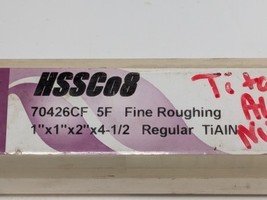 HSSCo8
70426CF 5F Fine Roughing
1"x1"x2"x4-1/2 Regular TiAlN